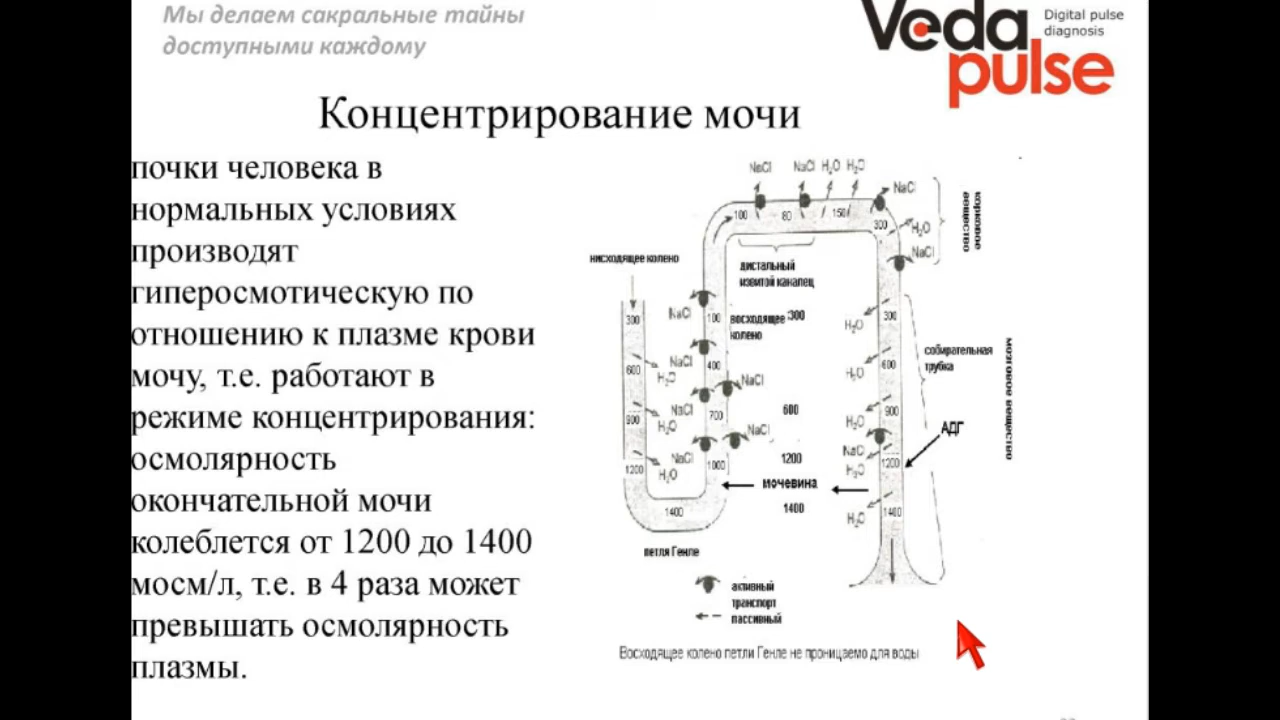 Мы делаем сакральные тайны
доступными каждому
Veda
pulse
Digital pulse
diagnosis
Концентрирование мочи
почки человека в
нормальных условиях
производят
гиперосмотическую по
отношению к плазме крови
мочу, т.е. работают в
режиме концентрирования:
осмолярность
окончательной мочи
колеблется от 1200 до 1400
мосм/л, т.е. в 4 раза может
превышать осмолярность
плазмы.
NaCl NaCl H2O H2O
NaCl
100 80 150 300
H2O
NaCl
корковое
вещество
нисходящее колено
дистальный
извитой каналец
300
600
900
1200
1400
NaCl
NaCl
H2O
NaCl
H2O
NaCl
H2O
100
400
700
1000
восходящее
колено
NaCl
NaCl
300
600
1200
1400
мочевина
H2O
H2O
H2O
NaCl
H2O
H2O
300
600
900
1200
1400
собирательная
трубка
АДГ
мозговое вещество
петля Генле
активный
транспорт
пассивный
Восходящее колено петли Генле не проницаемо для воды